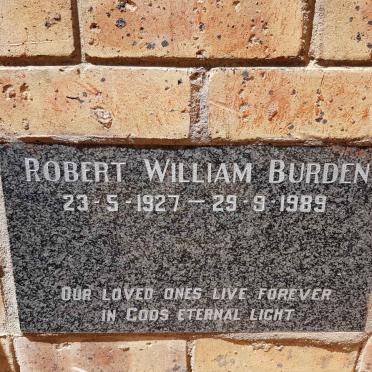 ROBERT WILLIAM BURDEN
23-5-1927 - 29-9-1989
OUR LOVED ONES LIVE FOREVER
IN GODS ETERNAL LIGHT